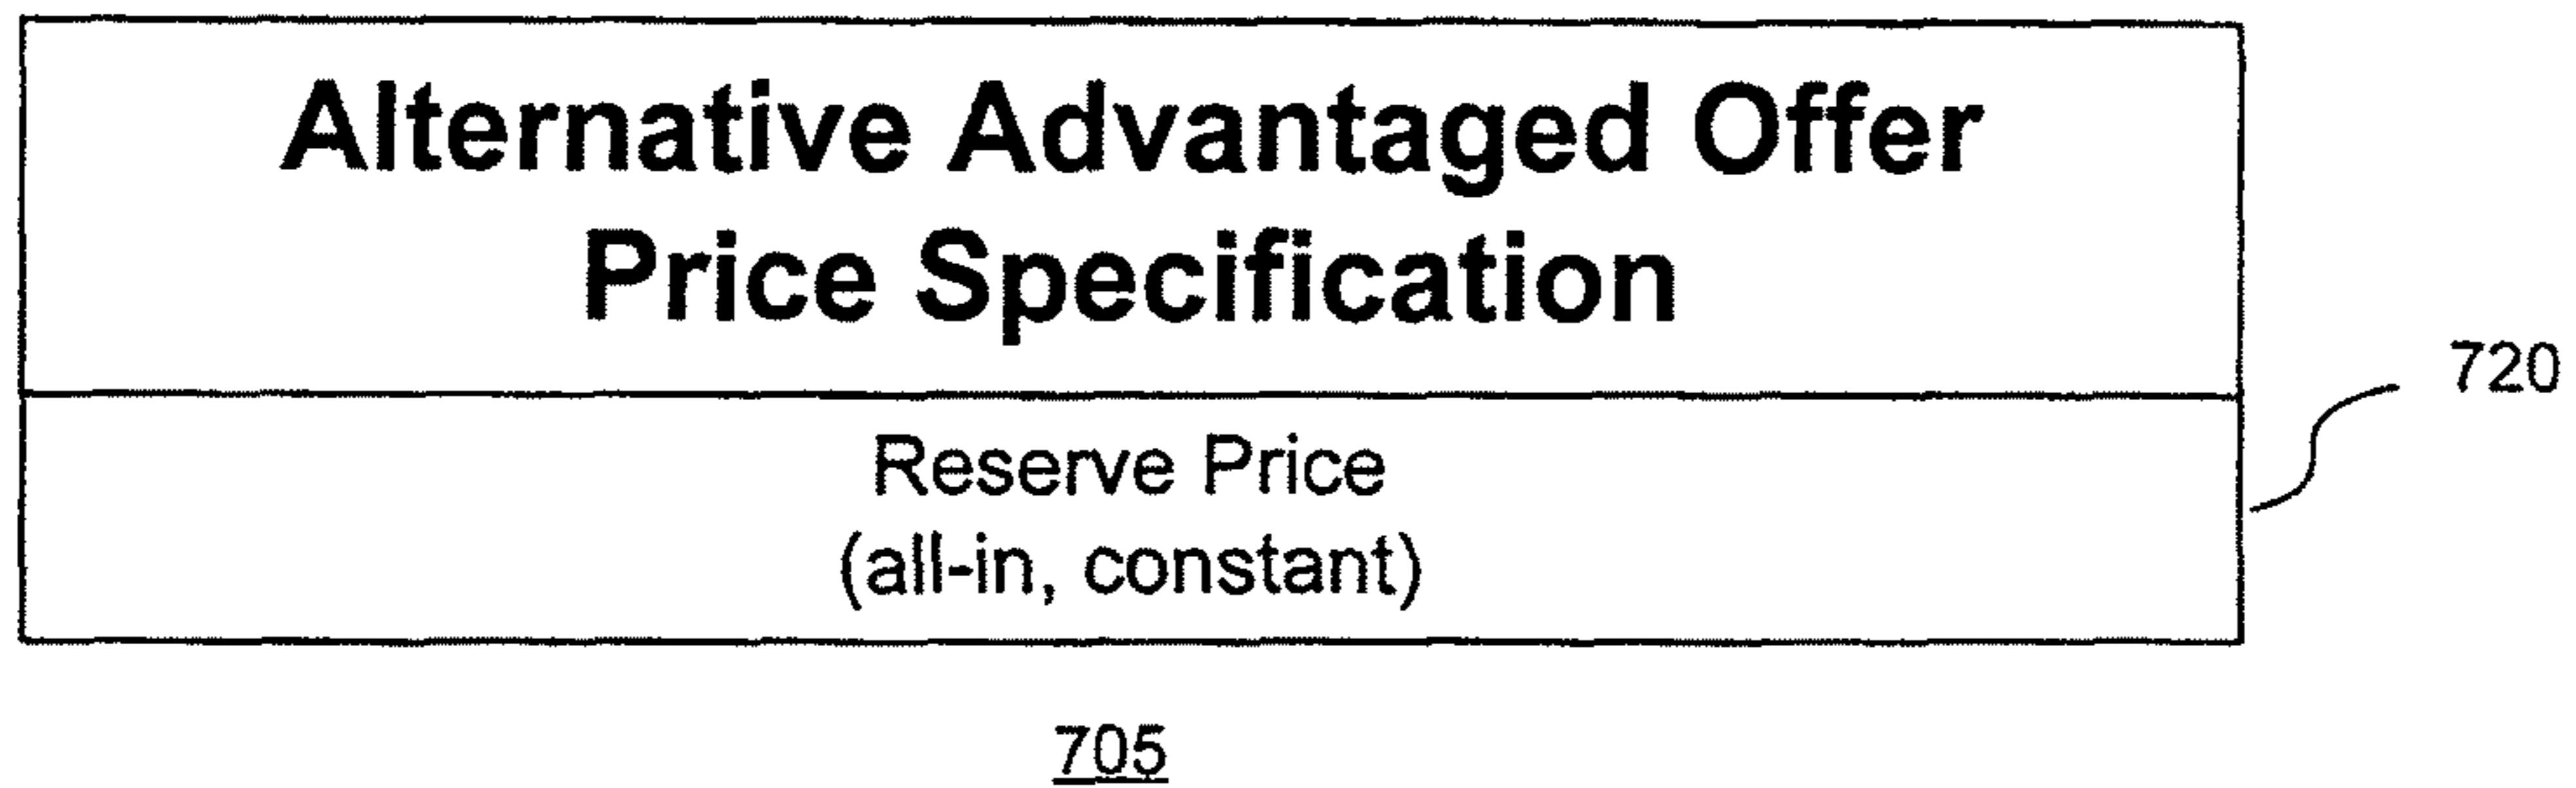 Alternative Advantaged Offer
Price Specification
720
Reserve Price
(all-in, constant)
705